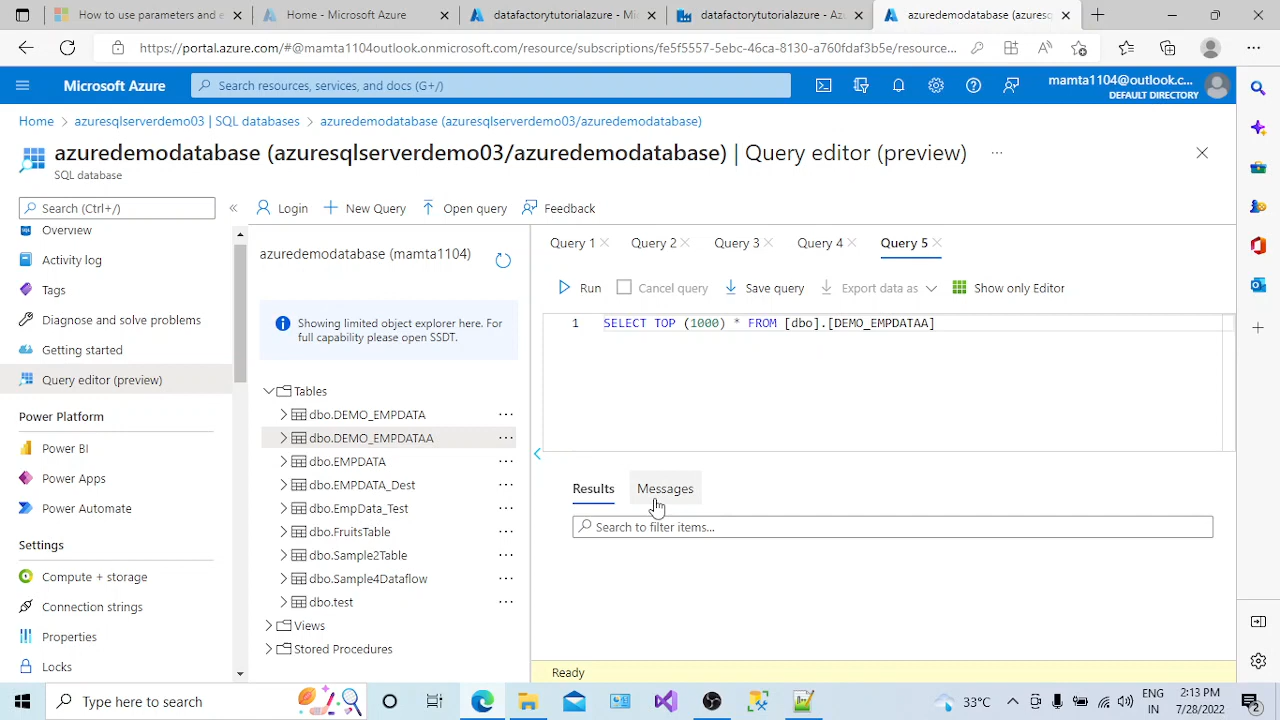 How to use parameters and e
Home - Microsoft Azure
datafactorytutorialazure - Mi
datafactorytutorialazure - Az
azuredemodatabase (azuresq
https://portal.azure.com/#@mamta1104outlook.onmicrosoft.com/resource/subscriptions/fe5f5557-5ebc-46ca-8130-a760fdaf3b5e/resource...
Microsoft Azure
Search resources, services, and docs (G+/)
mamta1104@outlook.c...
DEFAULT DIRECTORY
Home > azuresqlserverdemo03 | SQL databases > azuredemodatabase (azuresqlserverdemo03/azuredemodatabase)
azuredemodatabase (azuresqlserverdemo03/azuredemodatabase) | Query editor (preview) ...
SQL database
Search (Ctrl+/)
«
Login
New Query
Open query
Feedback
Overview
Activity log
Tags
Diagnose and solve problems
Getting started
Query editor (preview)
Power Platform
Power BI
Power Apps
Power Automate
Settings
Compute + storage
Connection strings
Properties
Locks
azuredemodatabase (mamta1104)
Showing limited object explorer here. For
full capability please open SSDT.
Tables
dbo.DEMO_EMPDATA ...
dbo.DEMO_EMPDATAA ...
dbo.EMPDATA ...
dbo.EMPDATA_Dest ...
dbo.EmpData_Test ...
dbo.FruitsTable ...
dbo.Sample2Table ...
dbo.Sample4Dataflow ...
dbo.test ...
Views
Stored Procedures
Query 1
Query 2
Query 3
Query 4
Query 5
Run
Cancel query
Save query
Export data as
Show only Editor
1 SELECT TOP (1000) * FROM [dbo].[DEMO_EMPDATAA]
Results
Messages
Search to filter items...
Ready
Type here to search
33°C
ENG
IN
2:13 PM
7/28/2022
2